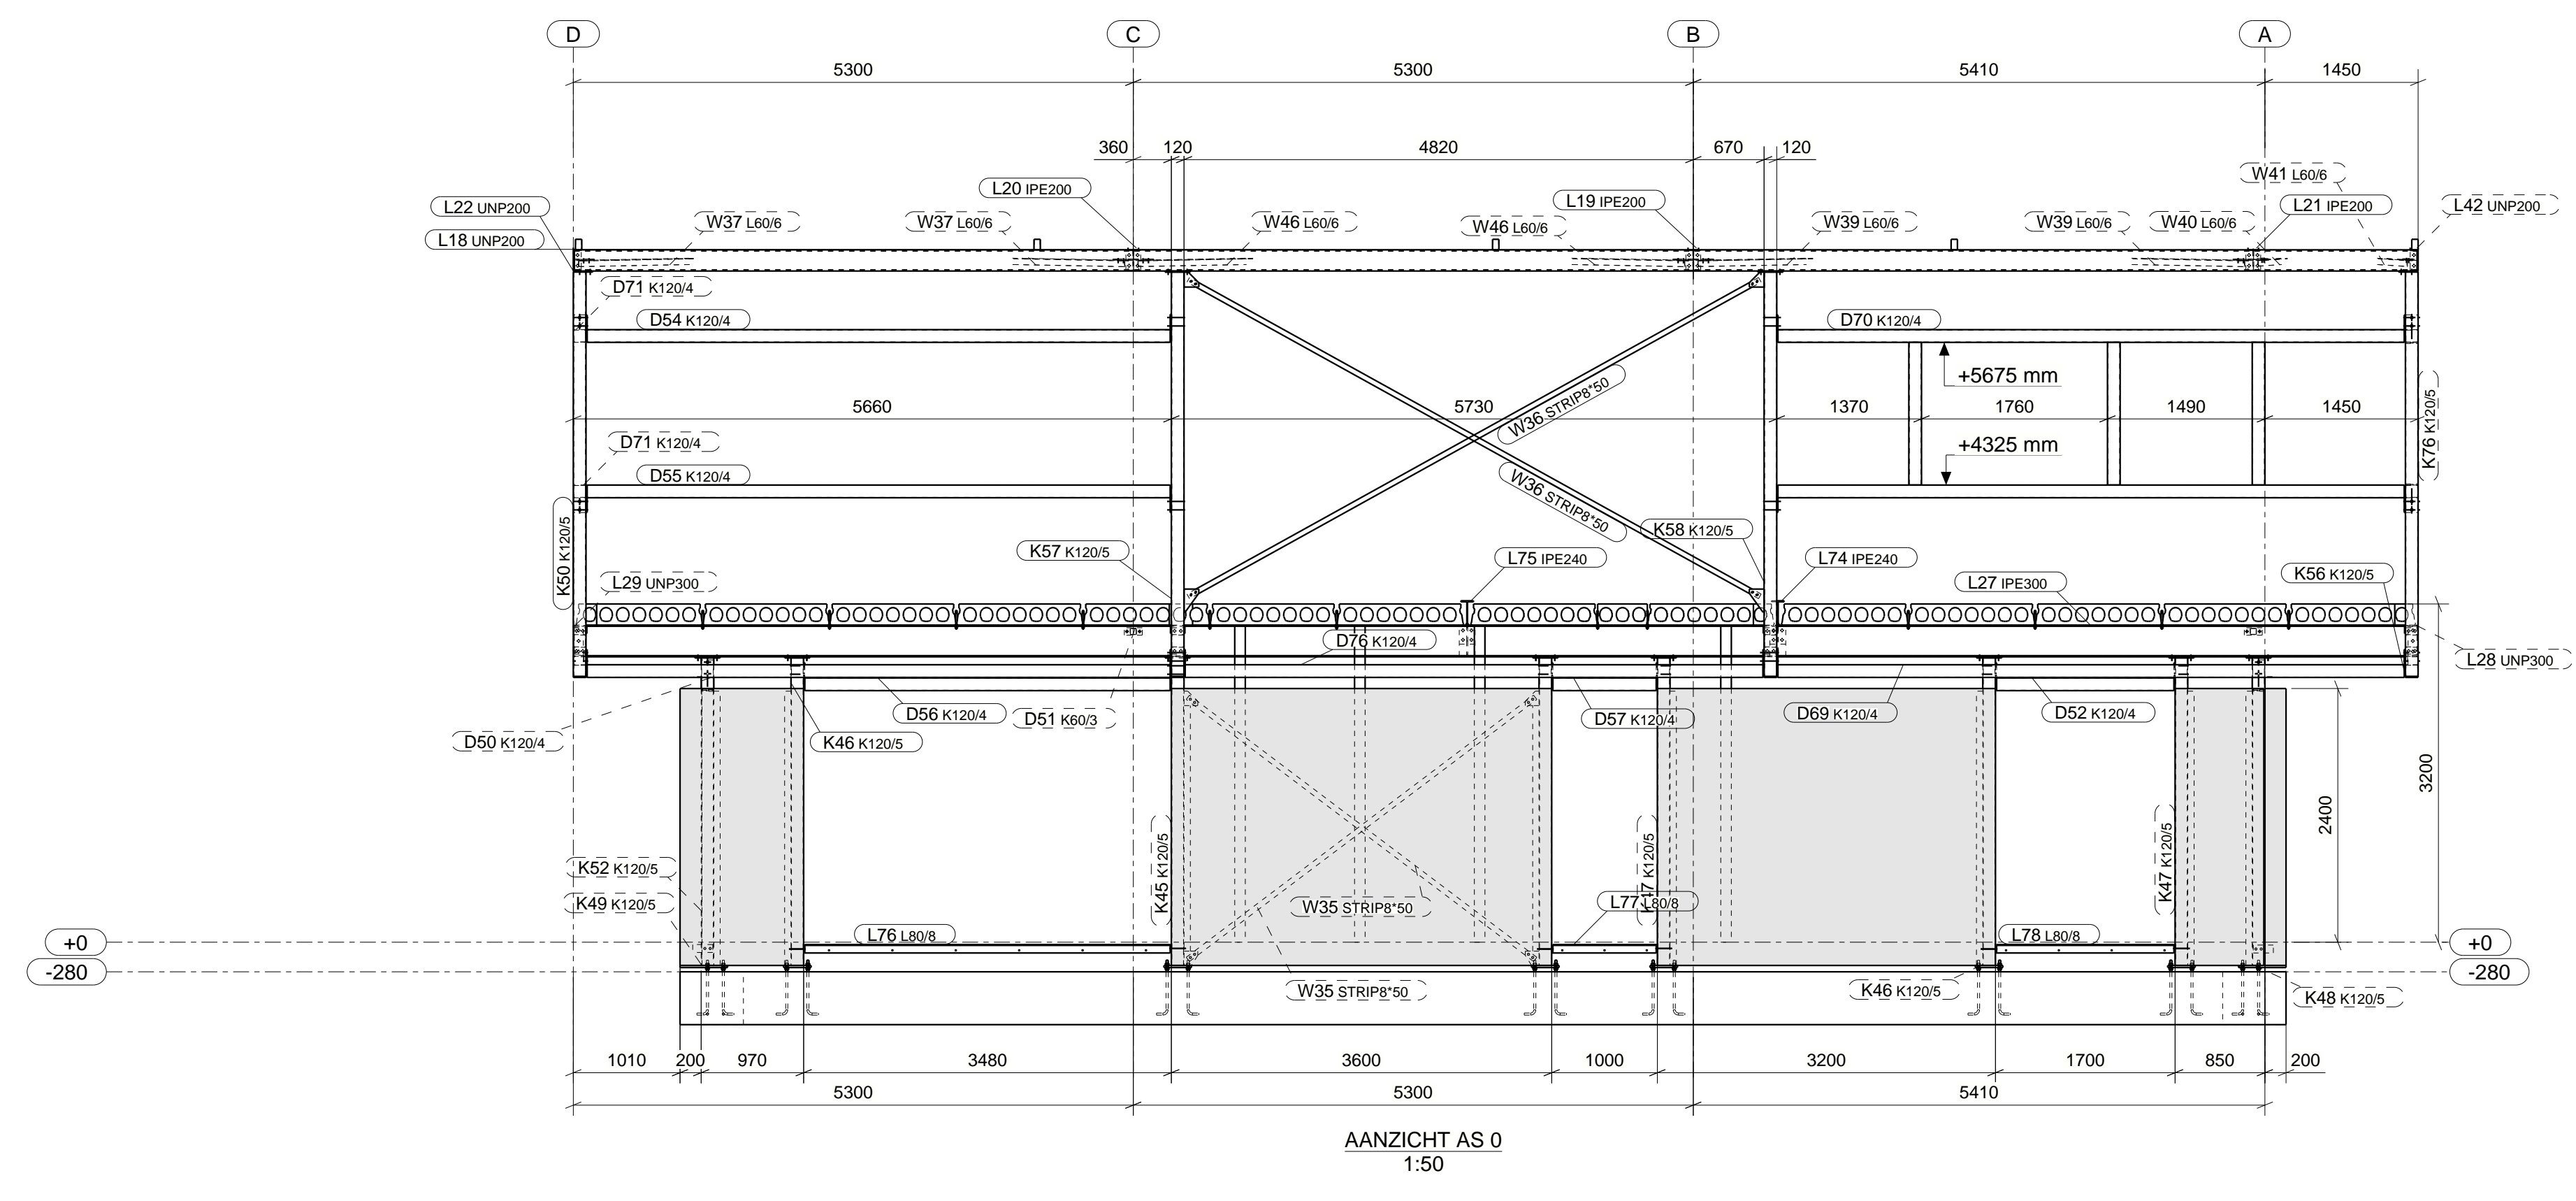 D C B A
5300 5300 5410 1450
360 120 4820 670 120
W41 L60/6
L20 IPE200
L19 IPE200
L22 UNP200
L21 IPE200
L42 UNP200
W37 L60/6
W37 L60/6
W46 L60/6
W46 L60/6
W39 L60/6
W39 L60/6
W40 L60/6
L18 UNP200
D71 K120/4
D54 K120/4
D70 K120/4
+5675 mm
W36 STRIP8*50
5660 5730 1370 1760 1490 1450
K76 K120/5
D71 K120/4
+4325 mm
D55 K120/4
W36 STRIP8*50
K50 K120/5
K58 K120/5
K57 K120/5
L75 IPE240
L74 IPE240
L29 UNP300
L27 IPE300
K56 K120/5
D76 K120/4
L28 UNP300
D56 K120/4
D51 K60/3
D57 K120/4
D69 K120/4
D52 K120/4
D50 K120/4
K46 K120/5
3200
2400
K45 K120/5
K47 K120/5
K47 K120/5
K52 K120/5
K49 K120/5
W35 STRIP8*50
L77 L80/8
L76 L80/8
L78 L80/8
+0 +0
-280 -280
W35 STRIP8*50
K46 K120/5
K48 K120/5
1010 200 970 3480 3600 1000 3200 1700 850 200
5300 5300 5410
AANZICHT AS 0
1:50